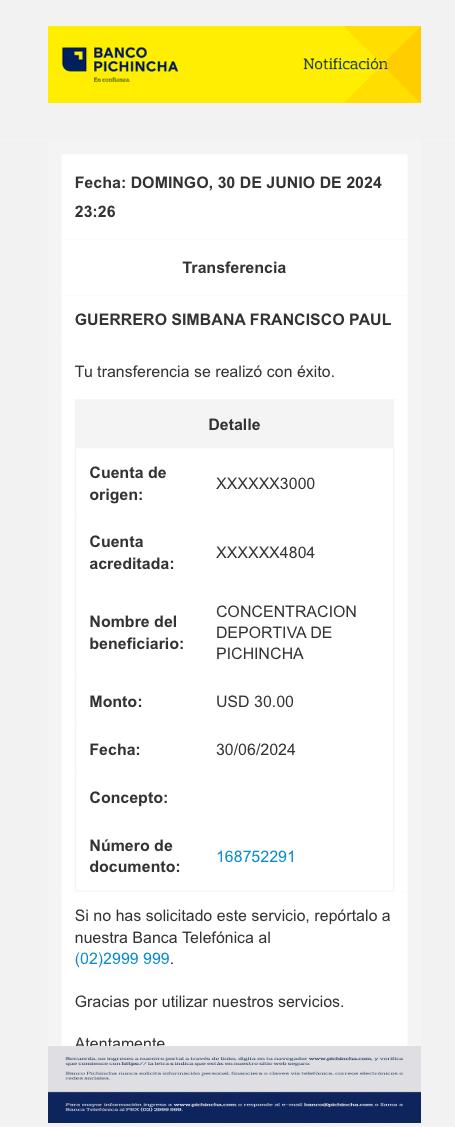 BANCO
PICHINCHA
En confianza.
Notificación
Fecha: DOMINGO, 30 DE JUNIO DE 2024
23:26
Transferencia
GUERRERO SIMBANA FRANCISCO PAUL
Tu transferencia se realizó con éxito.
Detalle
Cuenta de
origen:
XXXXXX3000
Cuenta
acreditada:
XXXXXX4804
Nombre del
beneficiario:
CONCENTRACION
DEPORTIVA DE
PICHINCHA
Monto:
USD 30.00
Fecha:
30/06/2024
Concepto:
Número de
documento:
168752291
Si no has solicitado este servicio, repórtalo a
nuestra Banca Telefónica al
(02)2999 999.
Gracias por utilizar nuestros servicios.
Atentamente
Recuerda, no ingreses a nuestro portal a través de links, digita en tu navegador www.pichincha.com, y verifica
que comience con https:// la letra s indica que estás en nuestro sitio web seguro.
Banco Pichincha nunca solicita información personal, financiera o claves vía telefónica, correos electrónicos o
redes sociales.
Para mayor información ingresa a www.pichincha.com o responde al e-mail banco@pichincha.com o llama a
Banca Telefónica al PBX (02) 2999 999